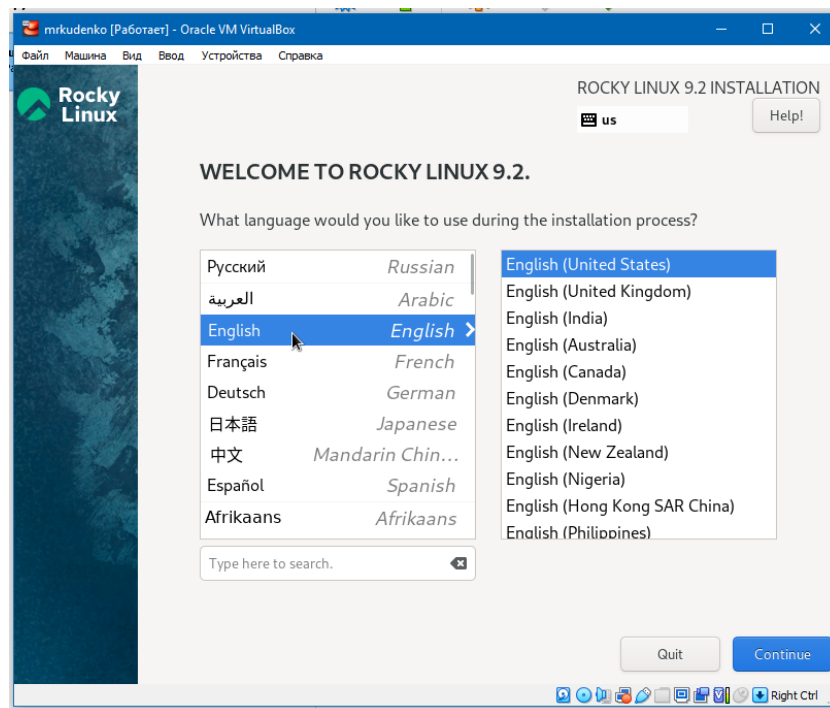 mrkudenko [Работает] - Oracle VM VirtualBox
Файл Машина Вид Ввод Устройства Справка
Rocky
Linux
ROCKY LINUX 9.2 INSTALLATION
us
Help!
WELCOME TO ROCKY LINUX 9.2.
What language would you like to use during the installation process?
Русский Russian
العربية Arabic
English English
Français French
Deutsch German
日本語 Japanese
中文 Mandarin Chin...
Español Spanish
Afrikaans Afrikaans
English (United States)
English (United Kingdom)
English (India)
English (Australia)
English (Canada)
English (Denmark)
English (Ireland)
English (New Zealand)
English (Nigeria)
English (Hong Kong SAR China)
English (Philippines)
Type here to search.
Quit
Continue
Right Ctrl